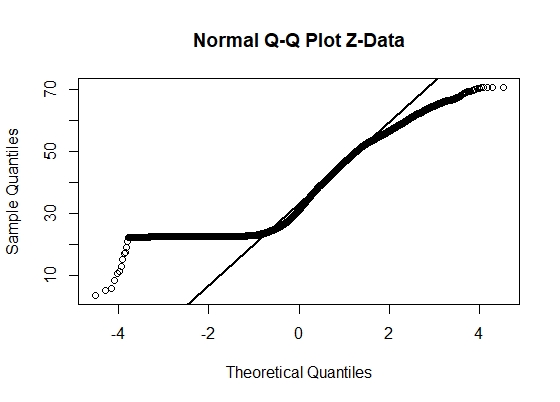 Normal Q-Q Plot Z-Data
Sample Quantiles
70
50
30
10
-4 -2 0 2 4
Theoretical Quantiles